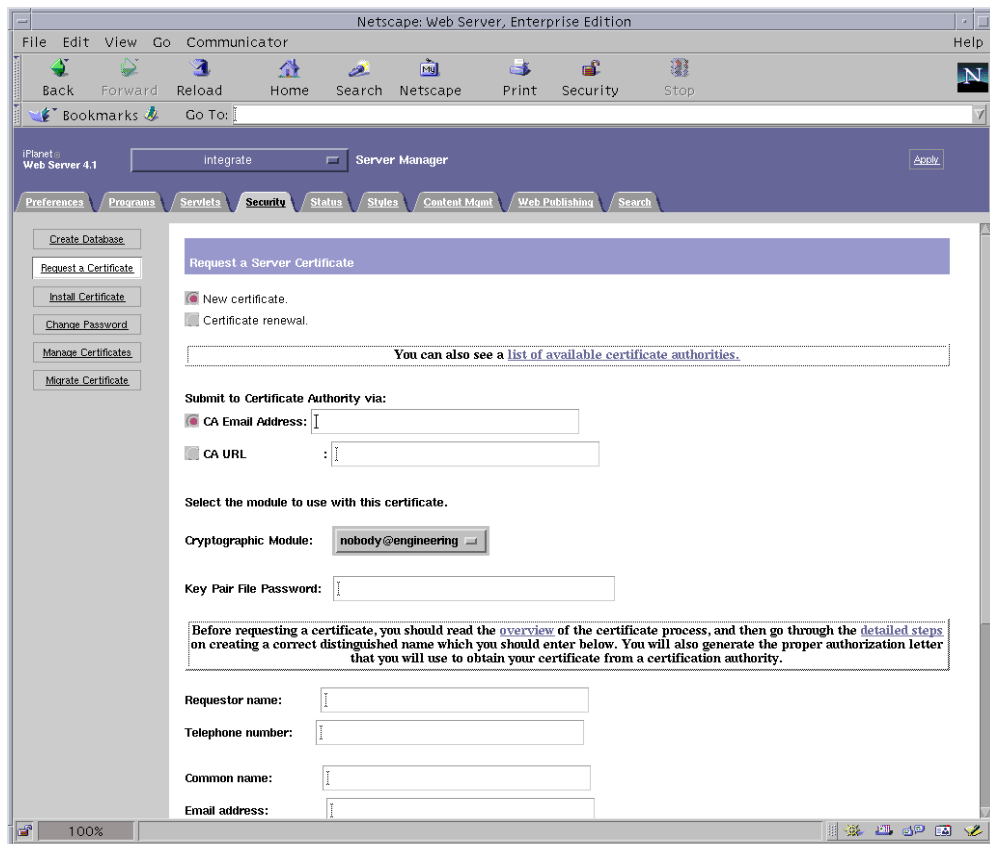 Netscape: Web Server, Enterprise Edition
File Edit View Go Communicator Help
Back Forward Reload Home Search Netscape Print Security Stop
My
N
Bookmarks Go To:
iPlanet
Web Server 4.1
integrate Server Manager Apply
Preferences Programs Servlets Security Status Styles Content Mgmt Web Publishing Search
Create Database
Request a Certificate
Install Certificate
Change Password
Manage Certificates
Migrate Certificate
Request a Server Certificate
New certificate.
Certificate renewal.
You can also see a list of available certificate authorities.
Submit to Certificate Authority via:
CA Email Address:
CA URL :
Select the module to use with this certificate.
Cryptographic Module: nobody@engineering
Key Pair File Password:
Before requesting a certificate, you should read the overview of the certificate process, and then go through the detailed steps
on creating a correct distinguished name which you should enter below. You will also generate the proper authorization letter
that you will use to obtain your certificate from a certification authority.
Requestor name:
Telephone number:
Common name:
Email address:
100%